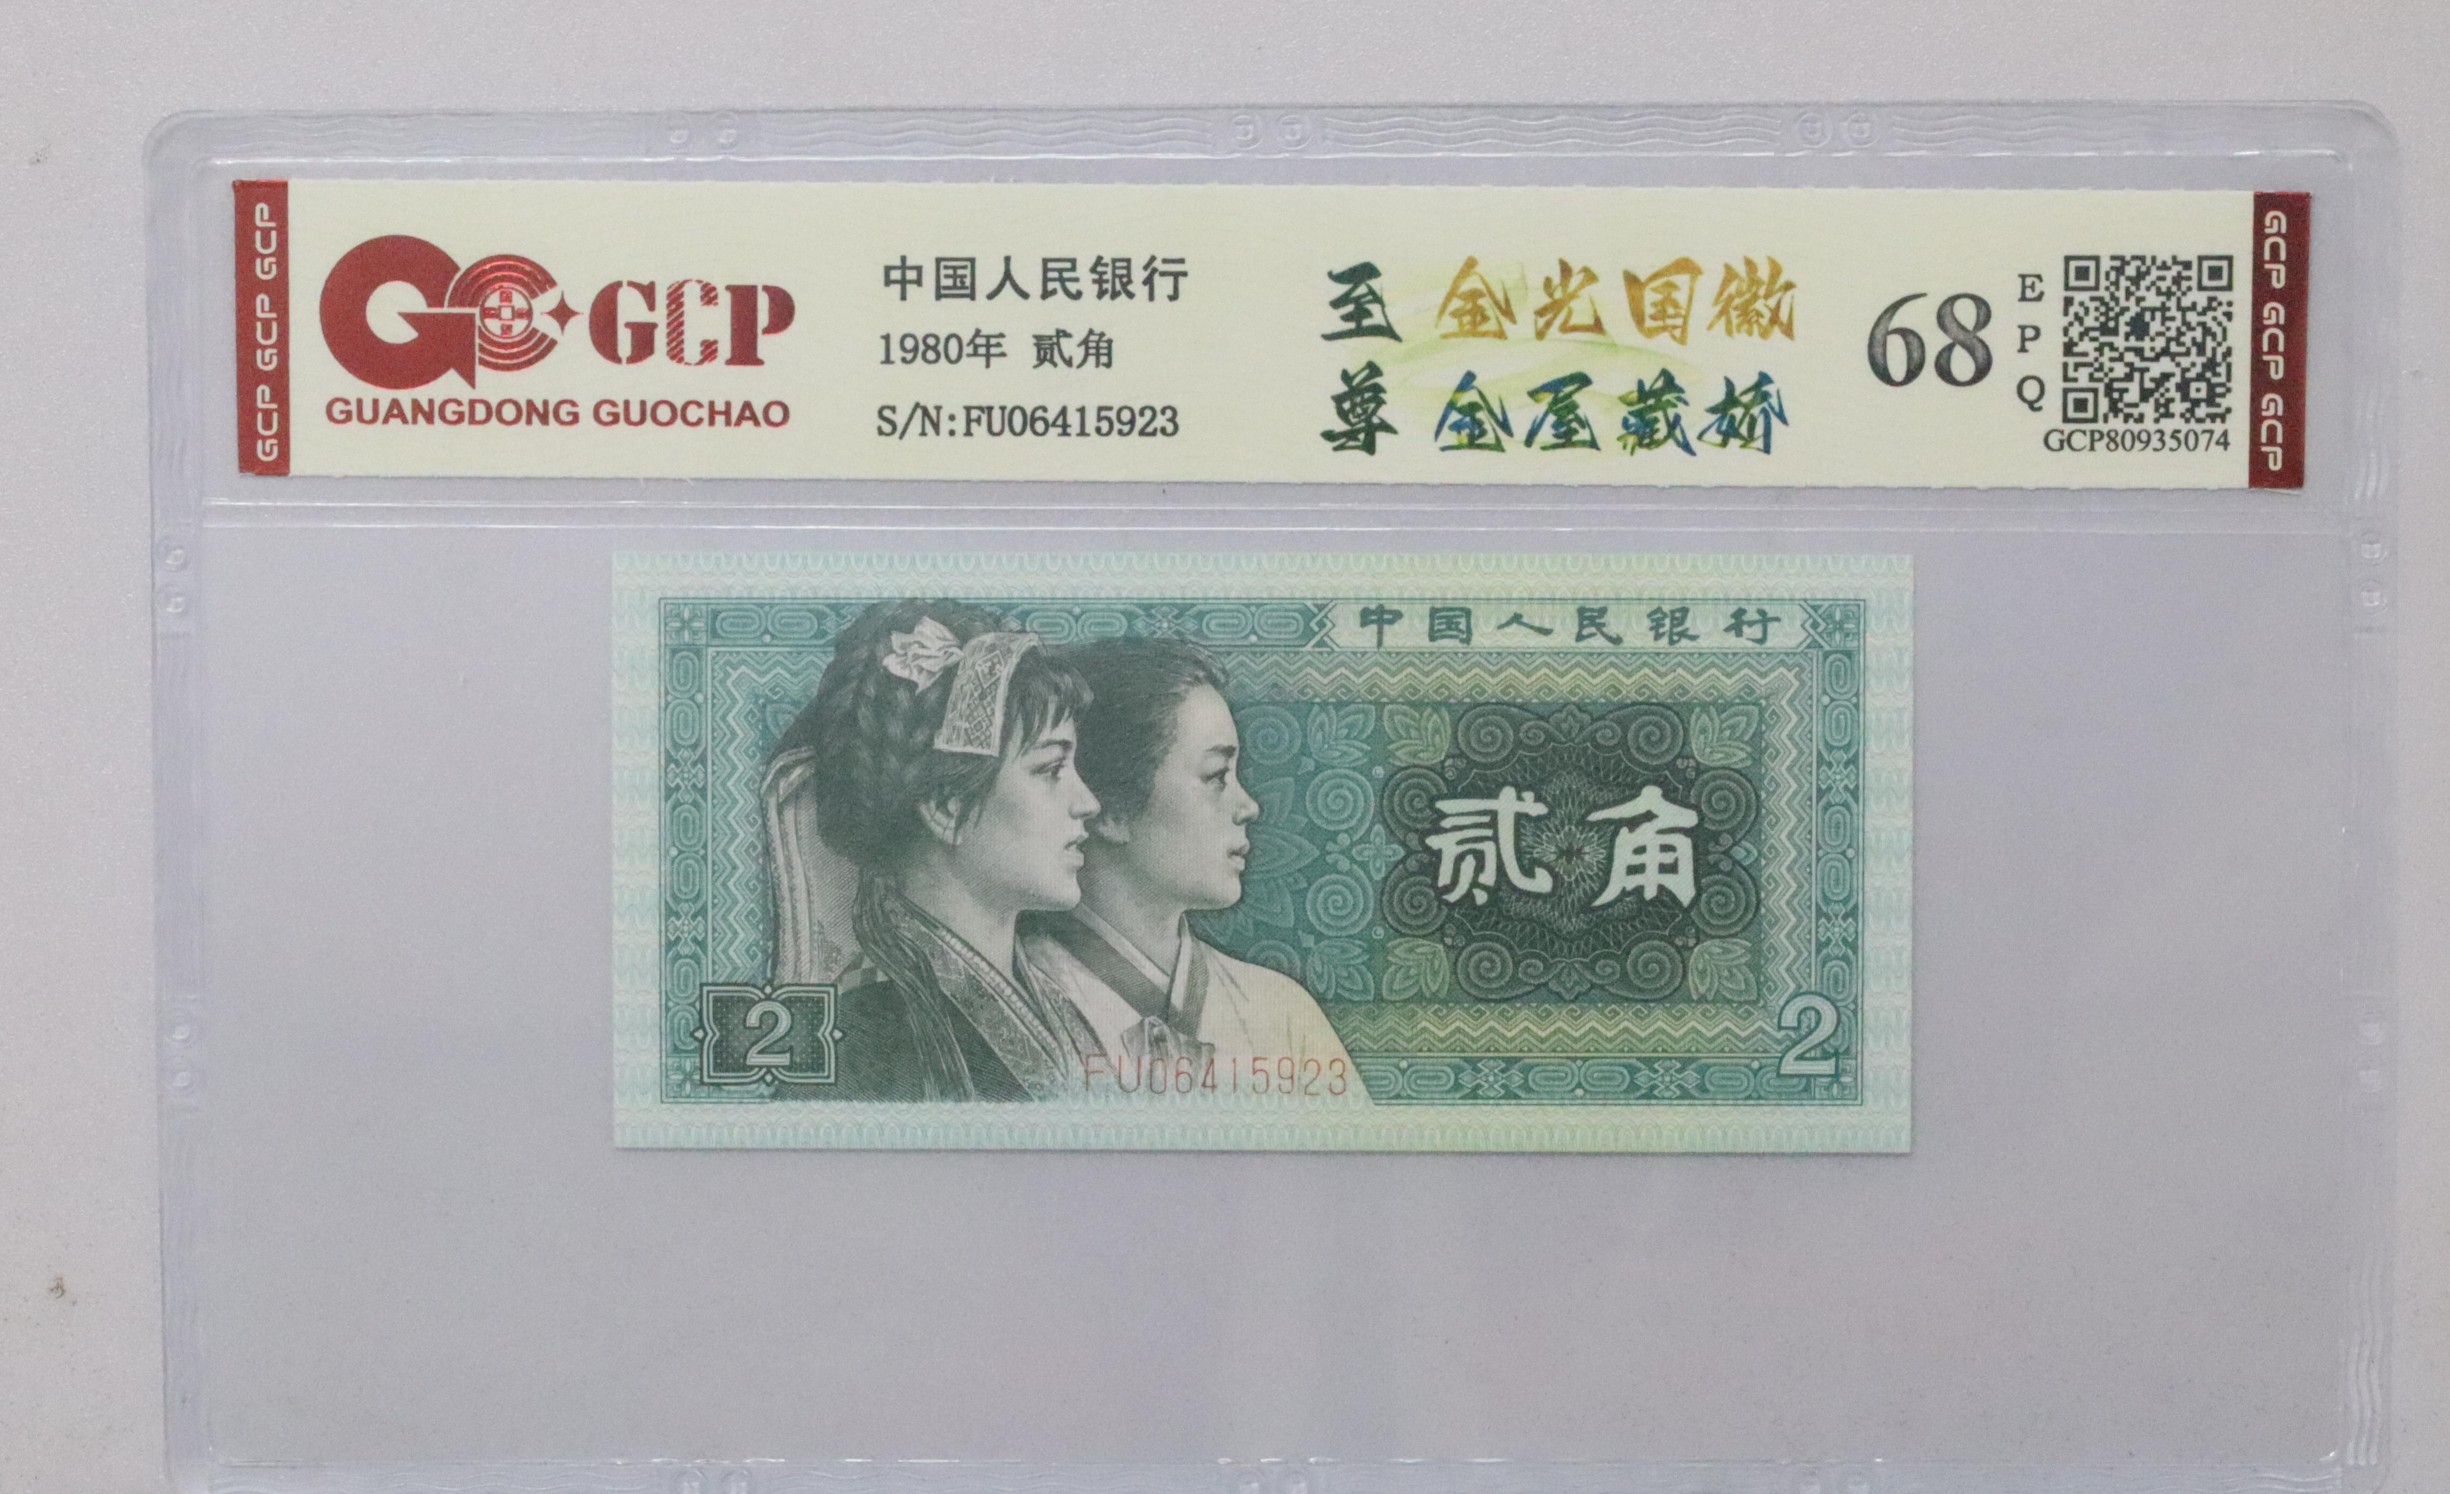 GCP GCP GCP
GCP
GUANGDONG GUOCHAO
中国人民银行
1980年 贰角
S/N:FU06415923
至尊
金光国徽
金屋藏娇
68
EPQ
GCP80935074
GCP GCP GCP
中国人民银行
贰角
2
2
FU06415923